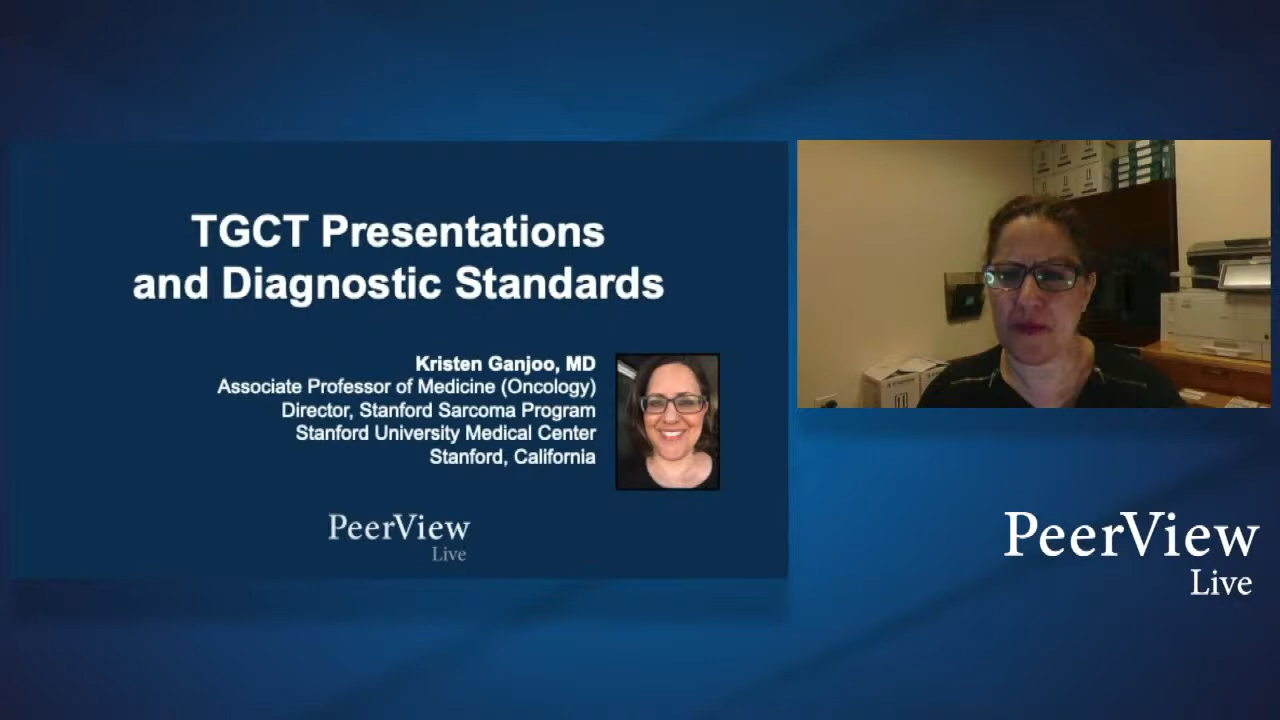 TGCT Presentations
and Diagnostic Standards
Kristen Ganjoo, MD
Associate Professor of Medicine (Oncology)
Director, Stanford Sarcoma Program
Stanford University Medical Center
Stanford, California
PeerView
Live
PeerView
Live